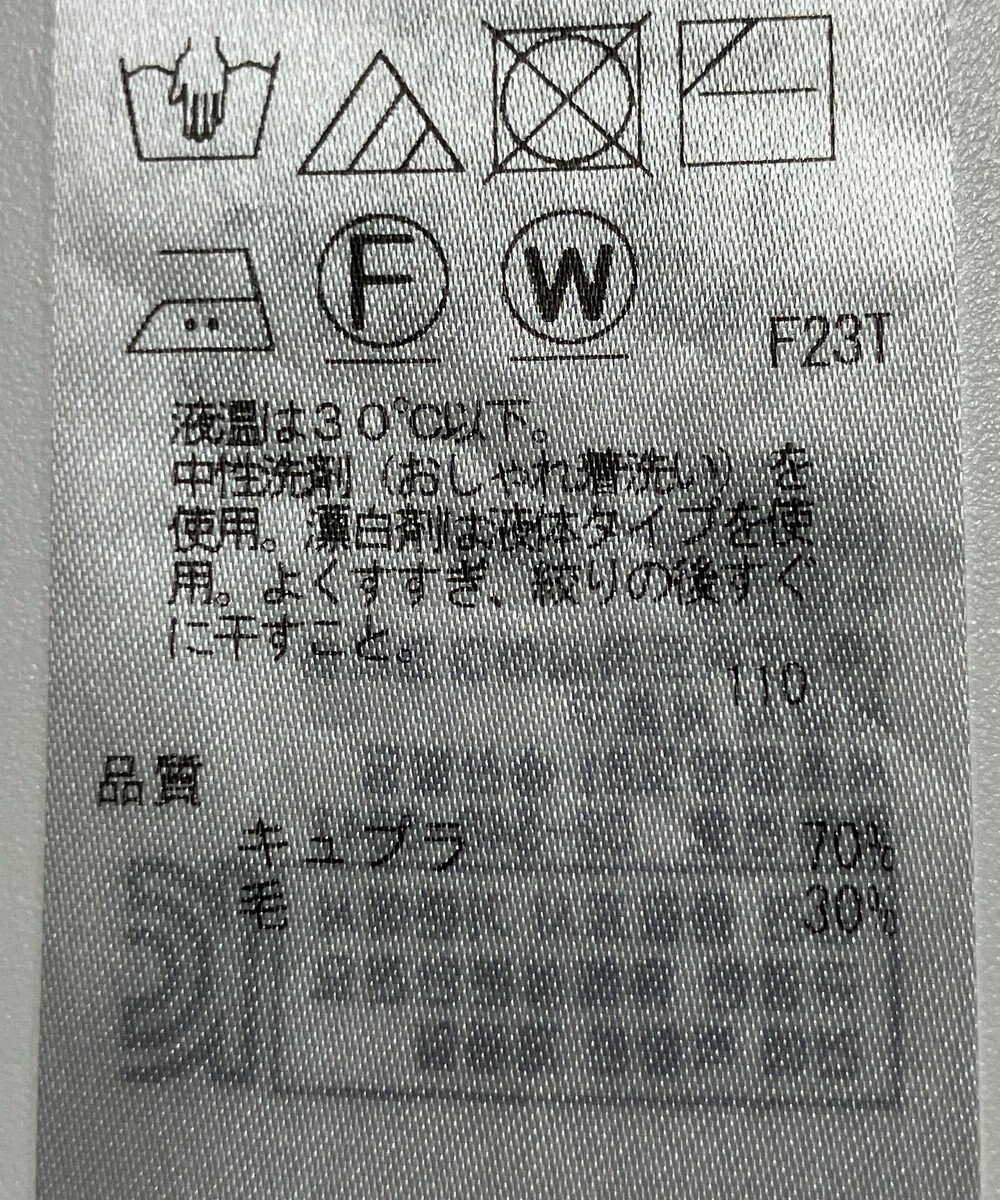 F
W
F23T
液温は30℃以下。
中性洗剤（おしゃれ着洗い）を
使用。漂白剤は液体タイプを使
用。よくすすぎ、絞りの後すぐ
に干すこと。
110
品質
キュプラ 70%
毛 30%